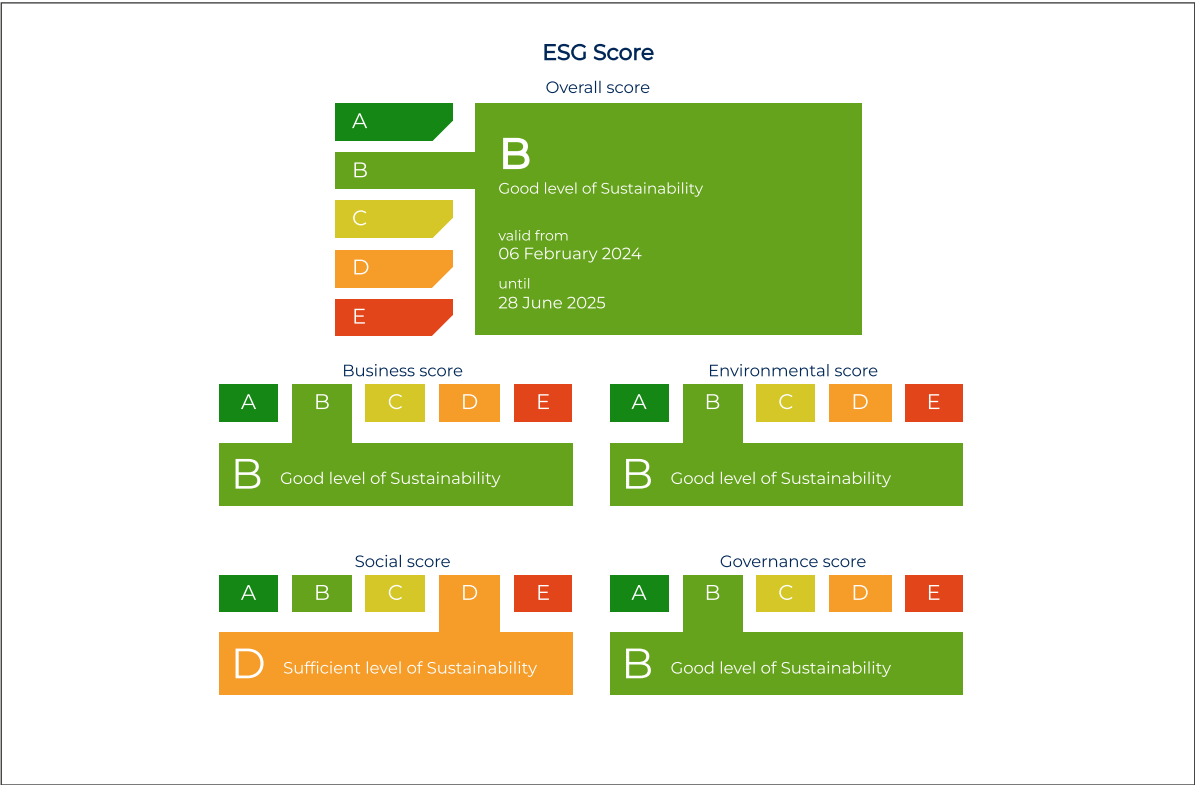 ESG Score
Overall score
A
B
C
D
E
B
Good level of Sustainability
valid from
06 February 2024
until
28 June 2025
Business score
A B C D E
B Good level of Sustainability
Environmental score
A B C D E
B Good level of Sustainability
Social score
A B C D E
D Sufficient level of Sustainability
Governance score
A B C D E
B Good level of Sustainability